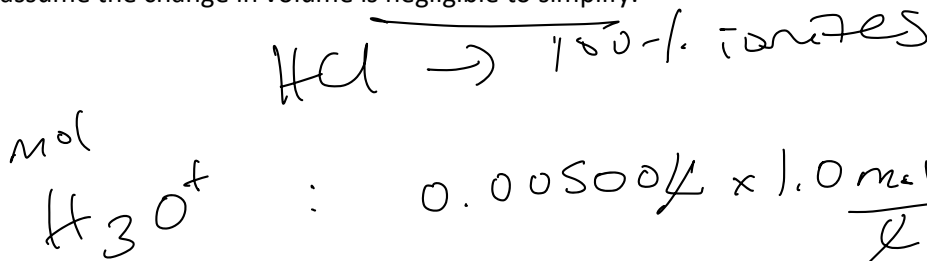 assume the change in volume is negligible to simplify.
HCl → 100% ionizes
mol
H3O+ : 0.00500L × 1.0 mol/L